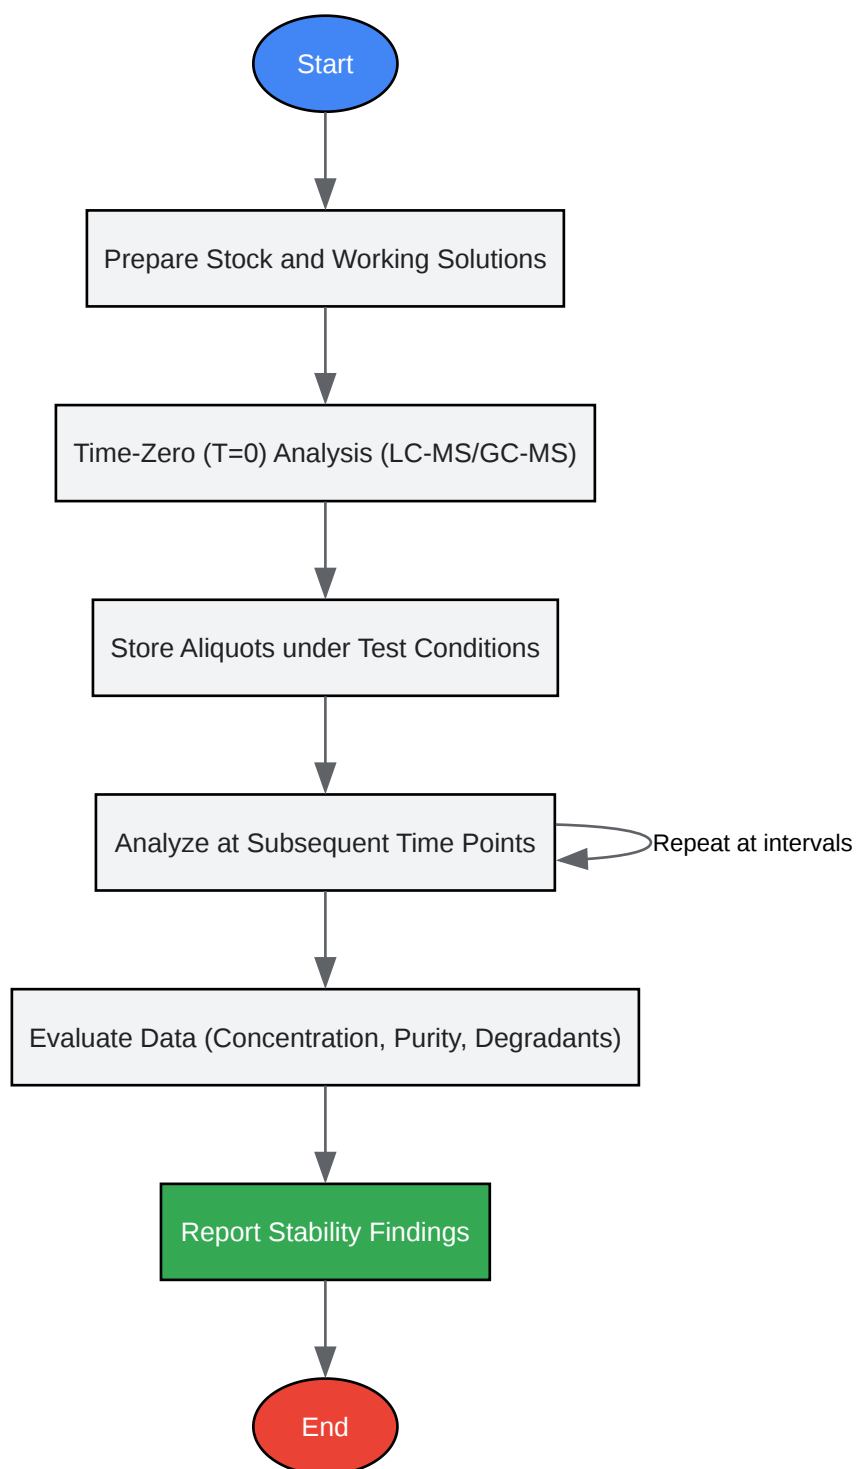 Start
Prepare Stock and Working Solutions
Time-Zero (T=0) Analysis (LC-MS/GC-MS)
Store Aliquots under Test Conditions
Analyze at Subsequent Time Points
Repeat at intervals
Evaluate Data (Concentration, Purity, Degradants)
Report Stability Findings
End